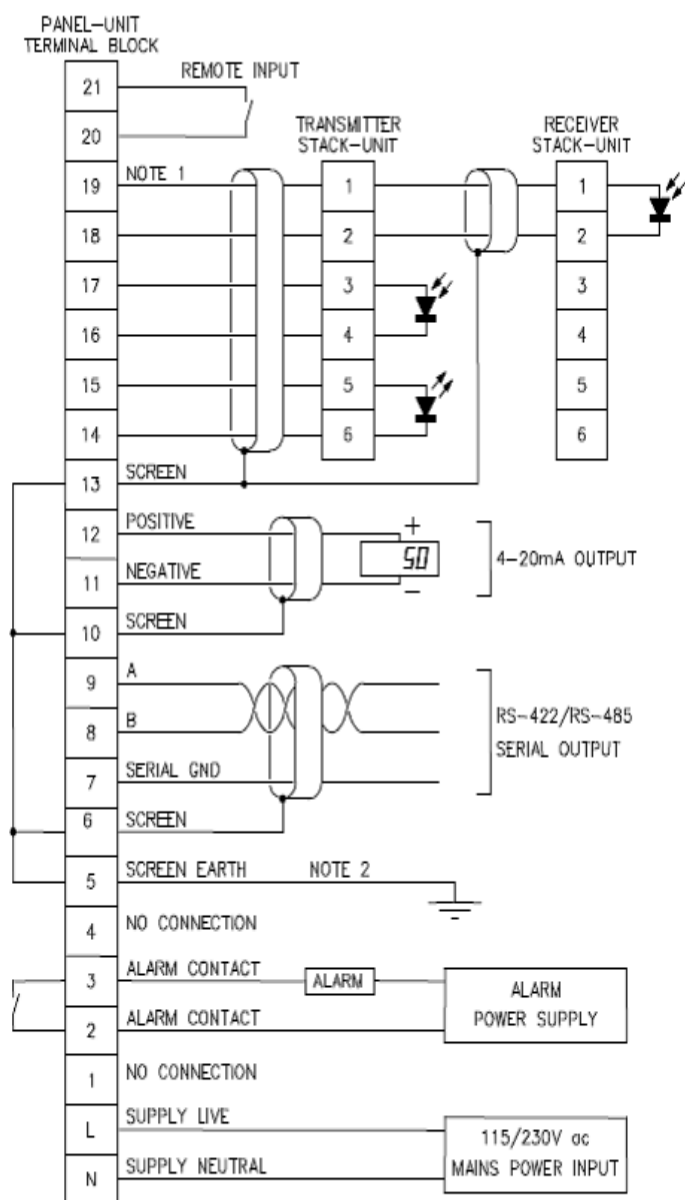 PANEL-UNIT
TERMINAL BLOCK
21
REMOTE INPUT
20
TRANSMITTER
STACK-UNIT
RECEIVER
STACK-UNIT
19 NOTE 1 1 1
18 2 2
17 3 3
16 4 4
15 5 5
14 6 6
13 SCREEN
12 POSITIVE +
50
4-20mA OUTPUT
11 NEGATIVE -
10 SCREEN
9 A
8 B
RS-422/RS-485
SERIAL OUTPUT
7 SERIAL GND
6 SCREEN
5 SCREEN EARTH NOTE 2
4 NO CONNECTION
3 ALARM CONTACT ALARM
ALARM
POWER SUPPLY
2 ALARM CONTACT
1 NO CONNECTION
L SUPPLY LIVE
115/230V ac
MAINS POWER INPUT
N SUPPLY NEUTRAL